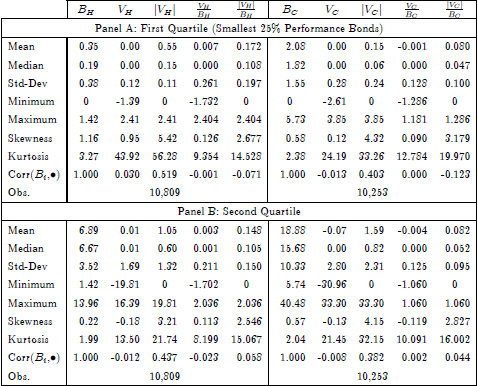 B_H V_H |V_H| V_H/B_H |V_H|/B_H B_C V_C |V_C| V_C/B_C |V_C|/B_C
Panel A: First Quartile (Smallest 25% Performance Bonds)
Mean 0.35 0.00 0.55 0.007 0.172 2.08 0.00 0.15 -0.001 0.080
Median 0.19 0.00 0.15 0.000 0.108 1.82 0.00 0.06 0.000 0.047
Std-Dev 0.38 0.12 0.11 0.261 0.197 1.55 0.28 0.24 0.128 0.100
Minimum 0 -1.39 0 -1.732 0 0 -2.61 0 -1.286 0
Maximum 1.42 2.41 2.41 2.404 2.404 5.73 3.85 3.85 1.181 1.286
Skewness 1.16 0.95 5.42 0.126 2.677 0.58 0.12 4.32 0.090 3.179
Kurtosis 3.27 43.92 56.28 9.354 14.528 2.38 24.19 33.26 12.784 19.970
Corr(B_i,●) 1.000 0.030 0.519 -0.001 -0.071 1.000 -0.013 0.403 0.000 -0.123
Obs. 10,809 10,253
Panel B: Second Quartile
Mean 6.89 0.01 1.05 0.003 0.148 18.88 -0.07 1.59 -0.004 0.082
Median 6.67 0.01 0.60 0.001 0.105 15.68 0.00 0.82 0.000 0.052
Std-Dev 3.52 1.69 1.32 0.211 0.150 10.33 2.80 2.31 0.125 0.095
Minimum 1.42 -19.81 0 -1.702 0 5.74 -30.96 0 -1.060 0
Maximum 13.96 16.39 19.81 2.036 2.036 40.48 33.30 33.30 1.060 1.060
Skewness 0.22 -0.18 3.21 0.113 2.546 0.57 -0.13 4.15 -0.119 2.827
Kurtosis 1.99 13.50 21.74 8.199 15.067 2.04 21.45 32.15 10.091 16.002
Corr(B_i,●) 1.000 -0.012 0.437 -0.023 0.058 1.000 -0.008 0.382 0.002 0.044
Obs. 10,809 10,253